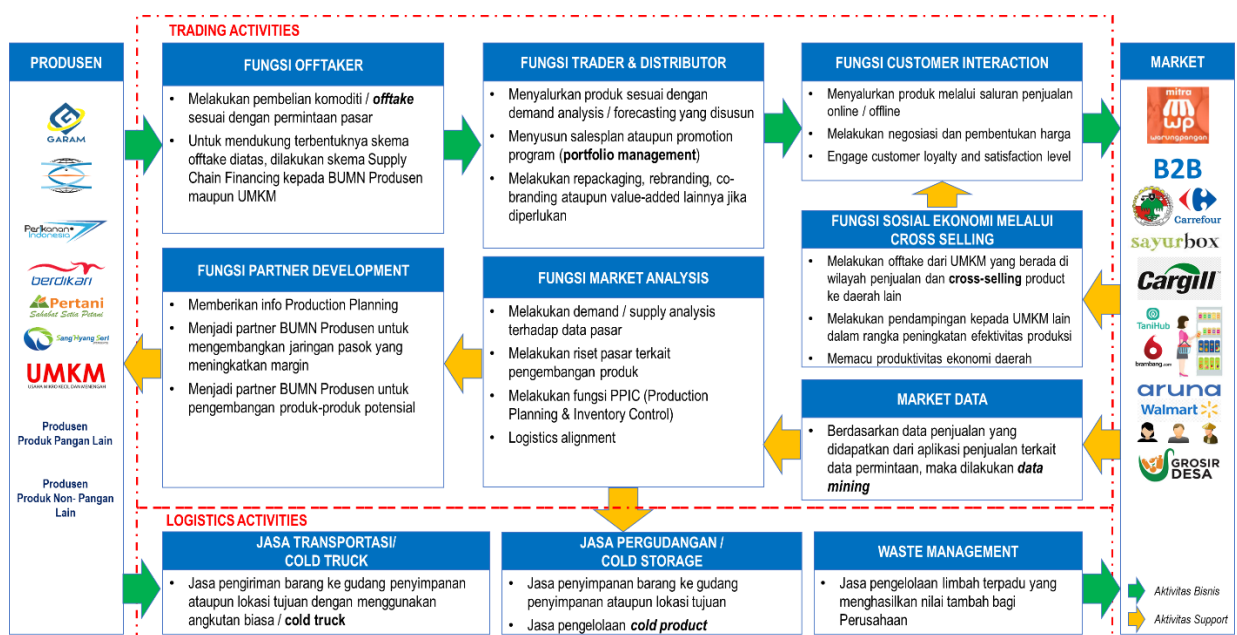 TRADING ACTIVITIES
PRODUSEN
GARAM
Perikanan
Indonesia
berdikari
Pertani
Sahabat Setia Petani
Sang Hyang Seri
UMKM
USAHA MIKRO KECIL DAN MENENGAH
Produsen
Produk Pangan Lain
Produsen
Produk Non- Pangan
Lain
FUNGSI OFFTAKER
• Melakukan pembelian komoditi / offtake
sesuai dengan permintaan pasar
• Untuk mendukung terbentuknya skema
offtake diatas, dilakukan skema Supply
Chain Financing kepada BUMN Produsen
maupun UMKM
FUNGSI TRADER & DISTRIBUTOR
• Menyalurkan produk sesuai dengan
demand analysis / forecasting yang disusun
• Menyusun salesplan ataupun promotion
program (portfolio management)
• Melakukan repackaging, rebranding, co-
branding ataupun value-added lainnya jika
diperlukan
FUNGSI CUSTOMER INTERACTION
• Menyalurkan produk melalui saluran penjualan
online / offline
• Melakukan negosiasi dan pembentukan harga
• Engage customer loyalty and satisfaction level
FUNGSI SOSIAL EKONOMI MELALUI
CROSS SELLING
• Melakukan offtake dari UMKM yang berada di
wilayah penjualan dan cross-selling product
ke daerah lain
• Melakukan pendampingan kepada UMKM lain
dalam rangka peningkatan efektivitas produksi
• Memacu produktivitas ekonomi daerah
FUNGSI PARTNER DEVELOPMENT
• Memberikan info Production Planning
• Menjadi partner BUMN Produsen untuk
mengembangkan jaringan pasok yang
meningkatkan margin
• Menjadi partner BUMN Produsen untuk
pengembangan produk-produk potensial
FUNGSI MARKET ANALYSIS
• Melakukan demand / supply analysis
terhadap data pasar
• Melakukan riset pasar terkait
pengembangan produk
• Melakukan fungsi PPIC (Production
Planning & Inventory Control)
• Logistics alignment
MARKET DATA
• Berdasarkan data penjualan yang
didapatkan dari aplikasi penjualan terkait
data permintaan, maka dilakukan data
mining
MARKET
mitra
wp
warungpangan
B2B
Carrefour
sayurbox
Cargill
TaniHub
6
brambang.com
aruna
Walmart
GROSIR
DESA
LOGISTICS ACTIVITIES
JASA TRANSPORTASI/
COLD TRUCK
• Jasa pengiriman barang ke gudang penyimpanan
ataupun lokasi tujuan dengan menggunakan
angkutan biasa / cold truck
JASA PERGUDANGAN /
COLD STORAGE
• Jasa penyimpanan barang ke gudang
penyimpanan ataupun lokasi tujuan
• Jasa pengelolaan cold product
WASTE MANAGEMENT
• Jasa pengelolaan limbah terpadu yang
menghasilkan nilai tambah bagi
Perusahaan
Aktivitas Bisnis
Aktivitas Support